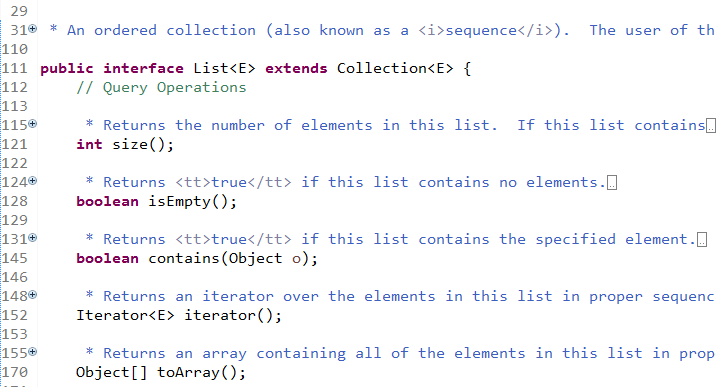 29
31 * An ordered collection (also known as a <i>sequence</i>).  The user of th
110
111 public interface List<E> extends Collection<E> {
112     // Query Operations
113
115      * Returns the number of elements in this list.  If this list contains..
121     int size();
122
124      * Returns <tt>true</tt> if this list contains no elements...
128     boolean isEmpty();
129
131      * Returns <tt>true</tt> if this list contains the specified element...
145     boolean contains(Object o);
146
148      * Returns an iterator over the elements in this list in proper sequenc
152     Iterator<E> iterator();
153
155      * Returns an array containing all of the elements in this list in prop
170     Object[] toArray();